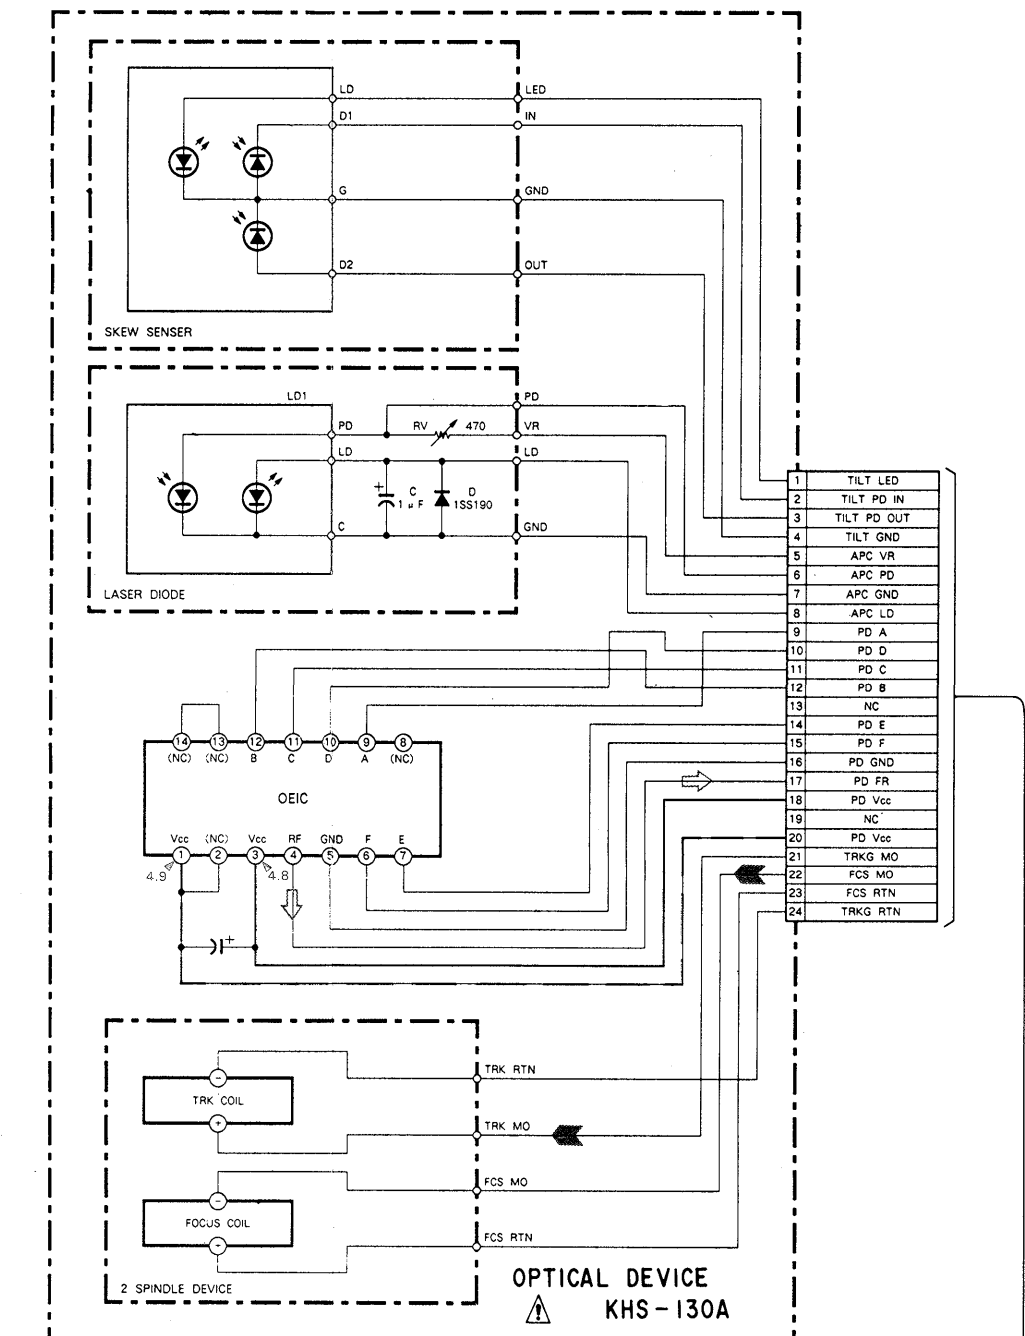 LD
LED
D1
IN
G
GND
D2
OUT
SKEW SENSER
LD1
PD
PD
RV
470
VR
LD
LD
+
C
1 μF
D
1SS190
C
GND
LASER DIODE
1 TILT LED
2 TILT PD IN
3 TILT PD OUT
4 TILT GND
5 APC VR
6 APC PD
7 APC GND
8 APC LD
9 PD A
10 PD D
11 PD C
12 PD B
13 NC
14 PD E
15 PD F
16 PD GND
17 PD FR
18 PD Vcc
19 NC
20 PD Vcc
21 TRKG MO
22 FCS MO
23 FCS RTN
24 TRKG RTN
14 13 12 11 10 9 8
(NC) (NC) B C D A (NC)
OEIC
Vcc (NC) Vcc RF GND F E
1 2 3 4 5 6 7
4.9 4.8
+
−
TRK COIL
+
TRK RTN
TRK MO
−
FOCUS COIL
+
FCS MO
FCS RTN
2 SPINDLE DEVICE
OPTICAL DEVICE
! KHS-130A